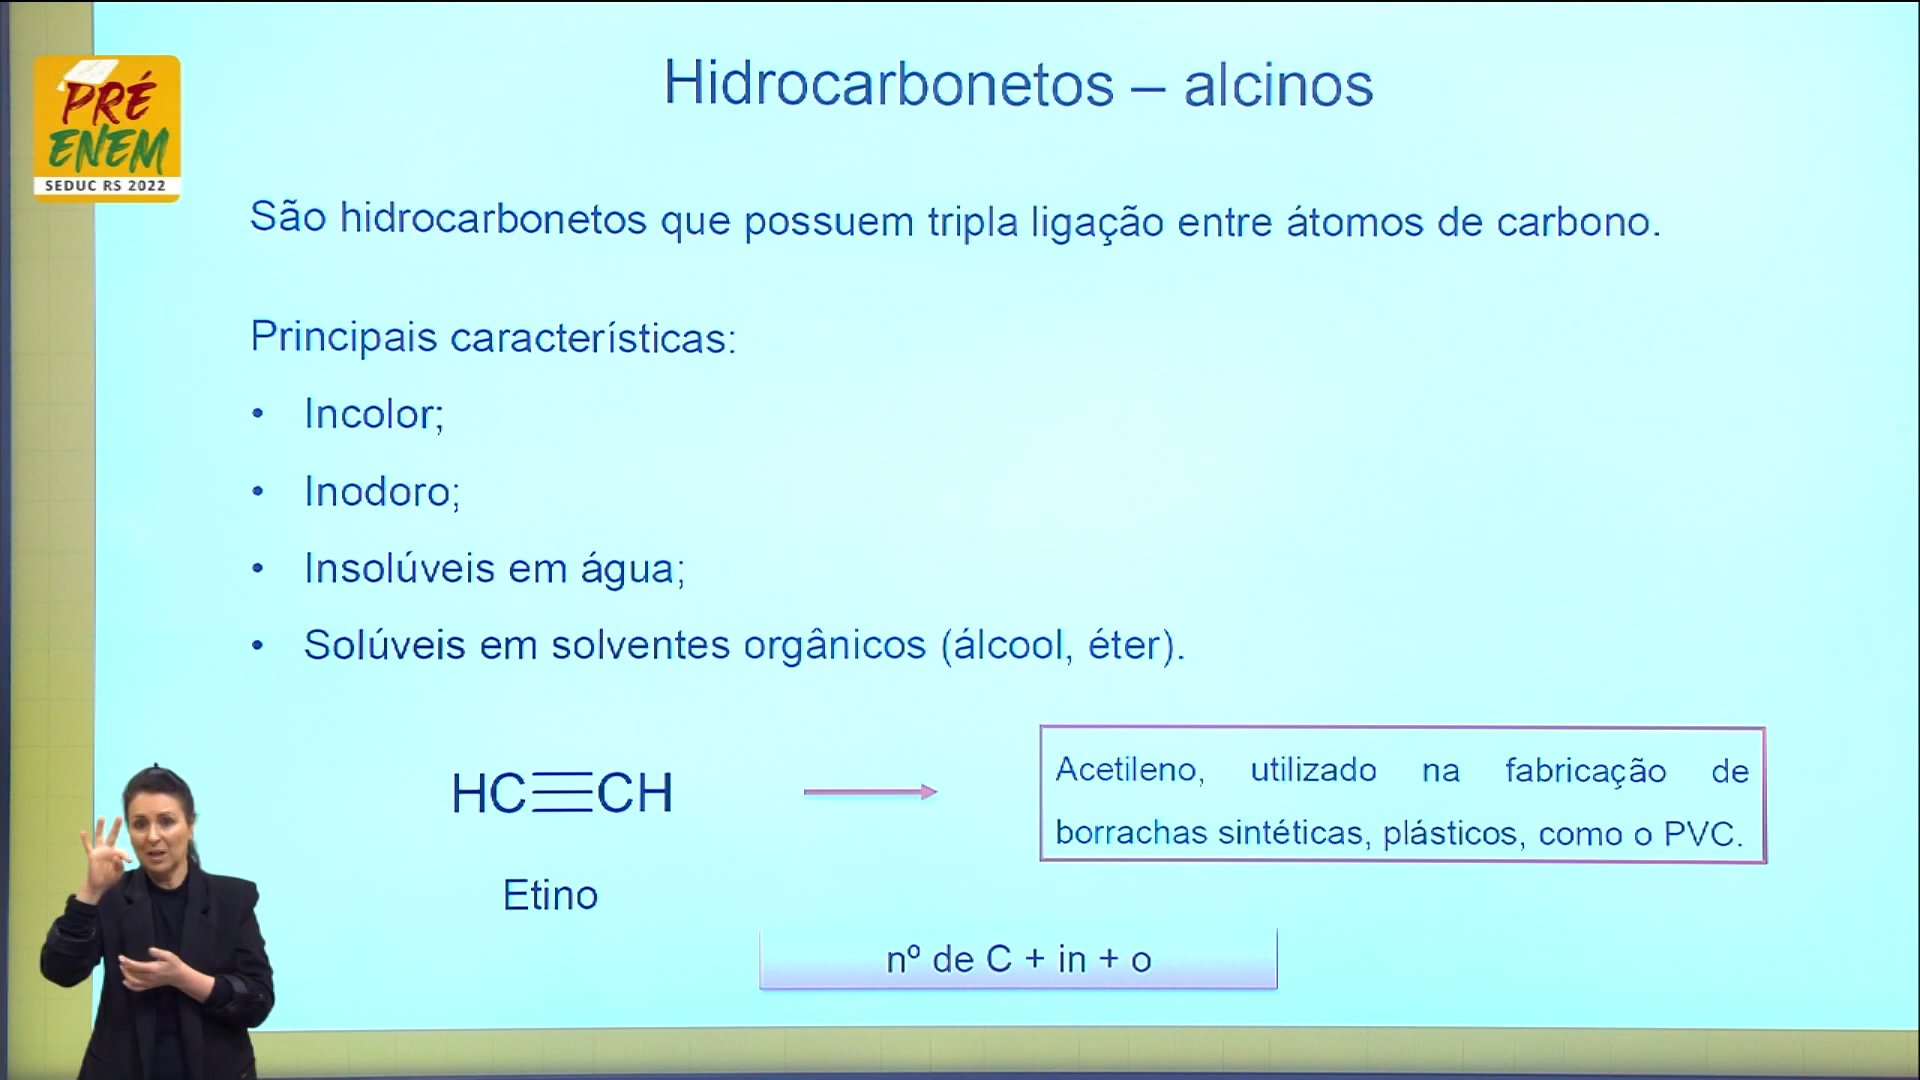 PRÉ
ENEM
SEDUC RS 2022
Hidrocarbonetos – alcinos
São hidrocarbonetos que possuem tripla ligação entre átomos de carbono.
Principais características:
• Incolor;
• Inodoro;
• Insolúveis em água;
• Solúveis em solventes orgânicos (álcool, éter).
HC≡CH
Acetileno, utilizado na fabricação de
borrachas sintéticas, plásticos, como o PVC.
Etino
nº de C + in + o